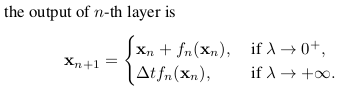 the output of n-th layer is
x_{n+1} = { x_n + f_n(x_n), if λ → 0^+,
Δt f_n(x_n), if λ → +∞.